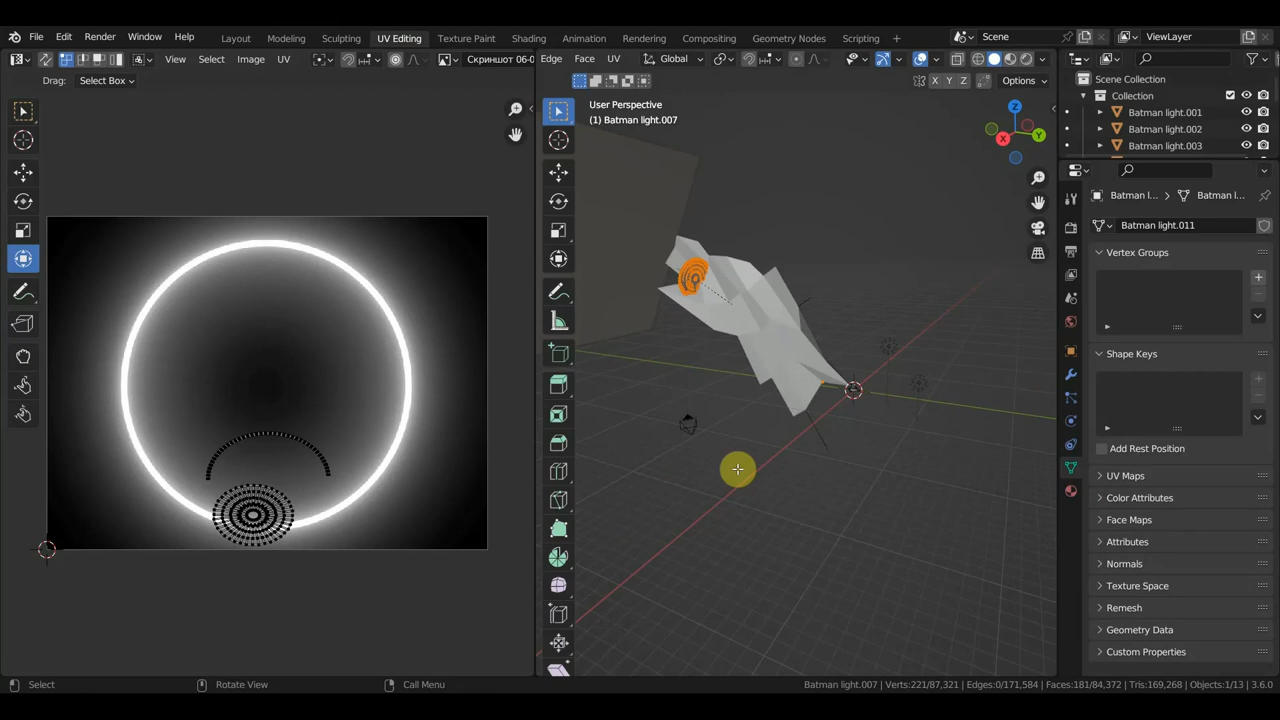 File Edit Render Window Help Layout Modeling Sculpting UV Editing Texture Paint Shading Animation Rendering Compositing Geometry Nodes Scripting + Scene ViewLayer
View Select Image UV Скриншот 06-0 Edge Face UV Global
Drag: Select Box X Y Z Options
User Perspective
(1) Batman light.007
Scene Collection
Collection
Batman light.001
Batman light.002
Batman light.003
Batman l... Batman l...
Batman light.011
Vertex Groups
Shape Keys
Add Rest Position
UV Maps
Color Attributes
Face Maps
Attributes
Normals
Texture Space
Remesh
Geometry Data
Custom Properties
X Y Z
Select Rotate View Call Menu Batman light.007 | Verts:221/87,321 | Edges:0/171,584 | Faces:181/84,372 | Tris:169,268 | Objects:1/13 | 3.6.0